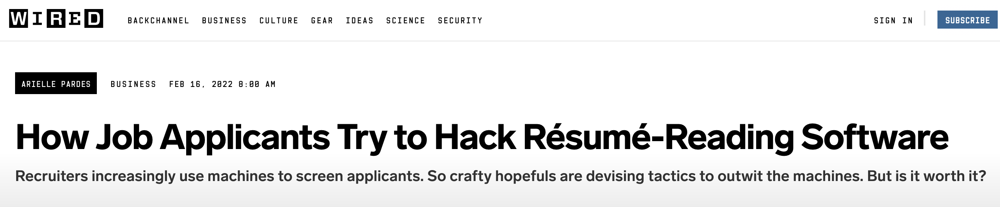 WIRED BACKCHANNEL BUSINESS CULTURE GEAR IDEAS SCIENCE SECURITY SIGN IN SUBSCRIBE
ARIELLE PARDES BUSINESS FEB 16, 2022 8:00 AM
How Job Applicants Try to Hack Résumé-Reading Software
Recruiters increasingly use machines to screen applicants. So crafty hopefuls are devising tactics to outwit the machines. But is it worth it?